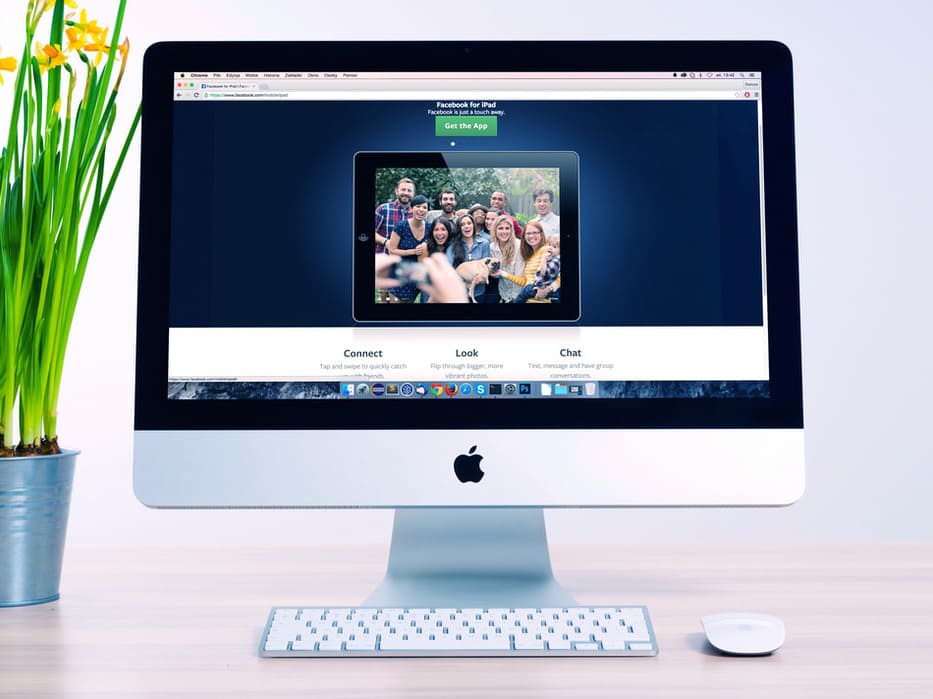 Chrome Plik Edycja Widok Historia Zakładki Okno Osoby Pomoc
Facebook for iPad | Face
https://www.facebook.com/mobile/ipad
Facebook for iPad
Facebook is just a touch away.
Get the App
Connect
Look
Chat
Tap and swipe to quickly catch
up with friends.
Flip through bigger, more
vibrant photos.
Text, message and have group
conversations.